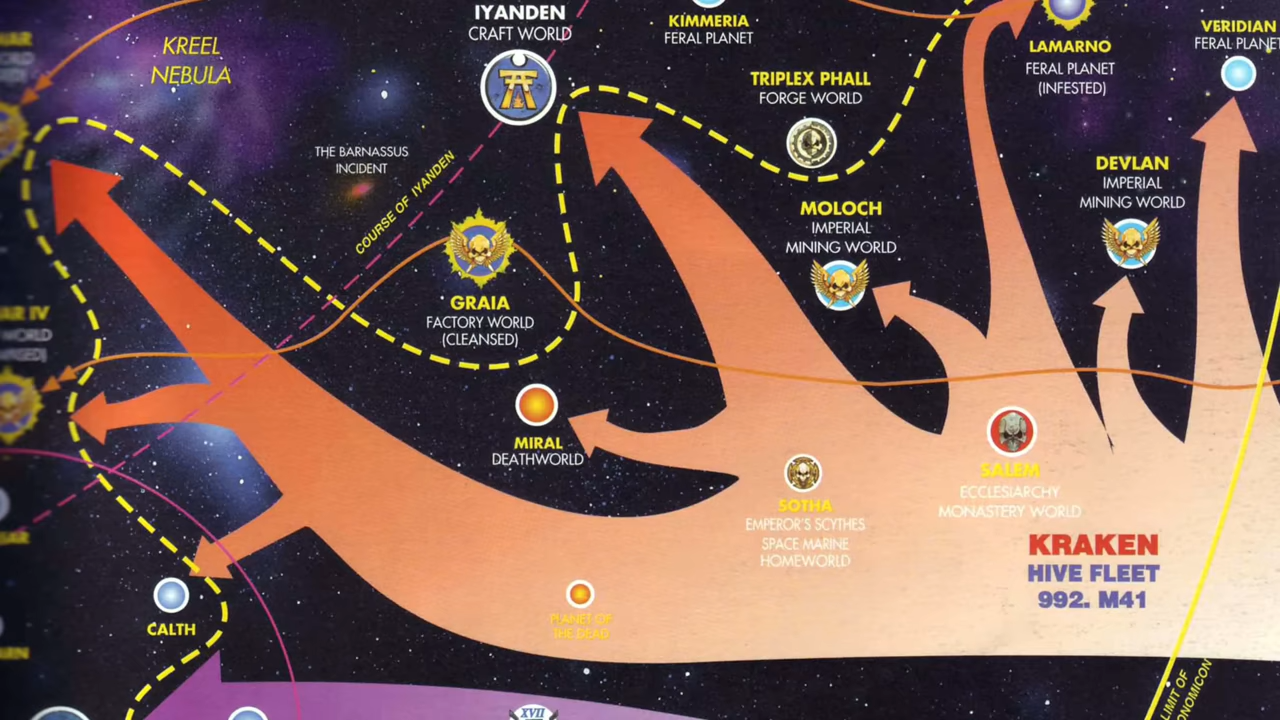 IYANDEN
CRAFT WORLD
KREEL
NEBULA
KIMMERIA
FERAL PLANET
LAMARNO
FERAL PLANET
(INFESTED)
VERIDIAN
FERAL PLANET
TRIPLEX PHALL
FORGE WORLD
THE BARNASSUS
INCIDENT
COURSE OF IYANDEN
DEVLAN
IMPERIAL
MINING WORLD
MOLOCH
IMPERIAL
MINING WORLD
GRAIA
FACTORY WORLD
(CLEANSED)
IV
MIRAL
DEATHWORLD
SALEM
ECCLESIARCHY
MONASTERY WORLD
SOTHA
EMPEROR'S SCYTHES
SPACE MARINE
HOMEWORLD
KRAKEN
HIVE FLEET
992. M41
PLANET OF
THE DEAD
CALTH
LIMIT OF
XVII